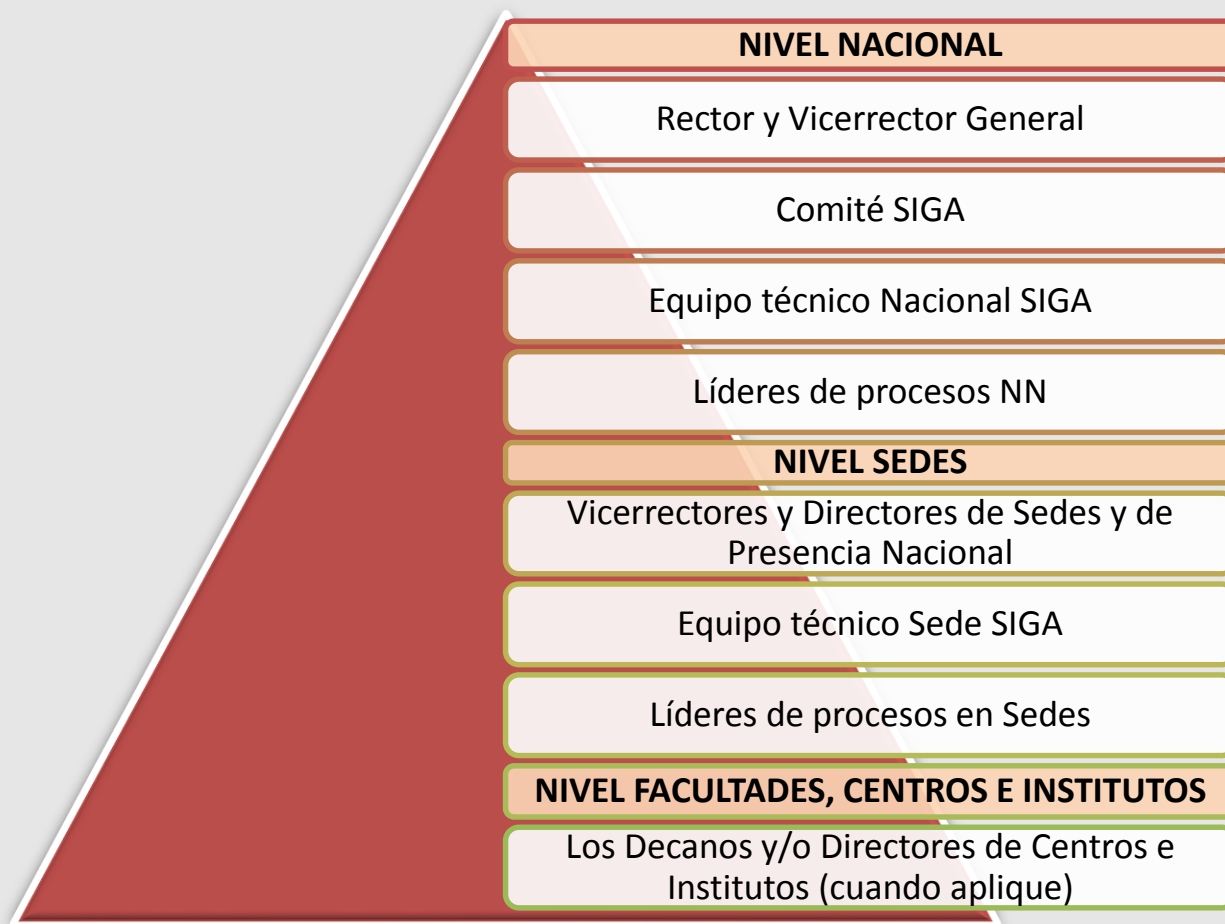 NIVEL NACIONAL
Rector y Vicerrector General
Comité SIGA
Equipo técnico Nacional SIGA
Líderes de procesos NN
NIVEL SEDES
Vicerrectores y Directores de Sedes y de
Presencia Nacional
Equipo técnico Sede SIGA
Líderes de procesos en Sedes
NIVEL FACULTADES, CENTROS E INSTITUTOS
Los Decanos y/o Directores de Centros e
Institutos (cuando aplique)